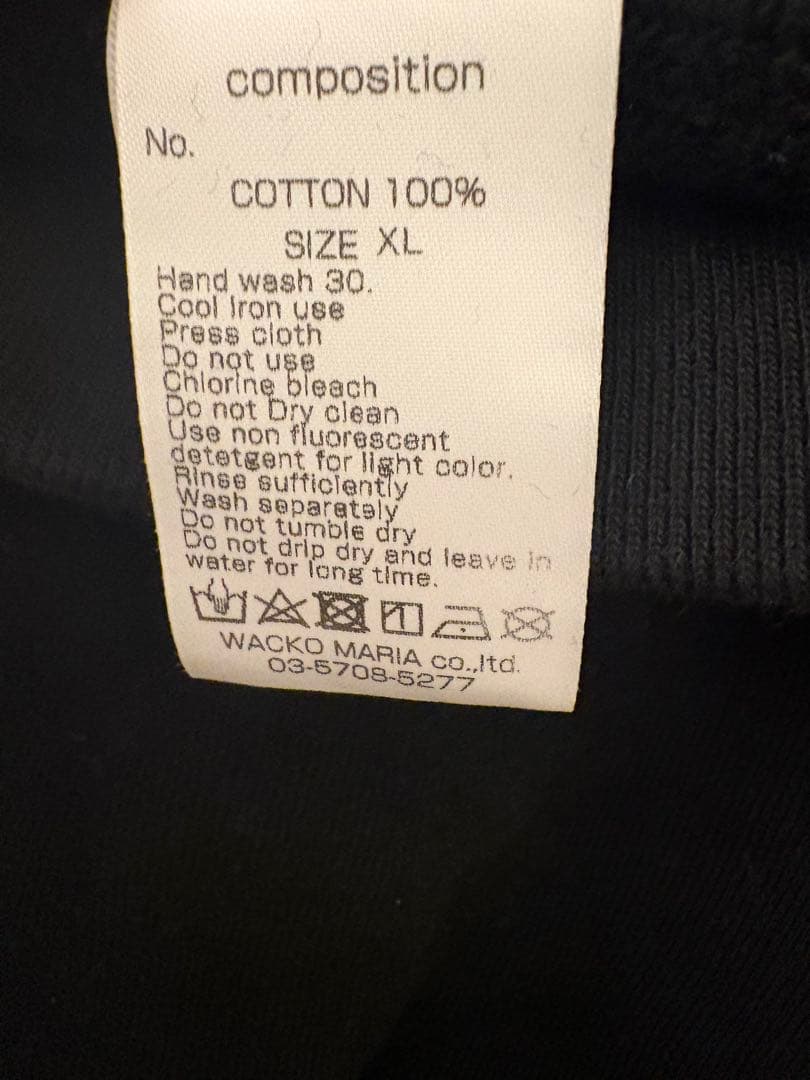 composition
No.
COTTON 100%
SIZE XL
Hand wash 30.
Cool Iron use
Press cloth
Do not use
Chlorine bleach
Do not Dry clean
Use non fluorescent
detetgent for light color.
Rinse sufficiently
Wash separately
Do not tumble dry
Do not drip dry and leave in
water for long time.
WACKO MARIA co.,ltd.
03-5708-5277